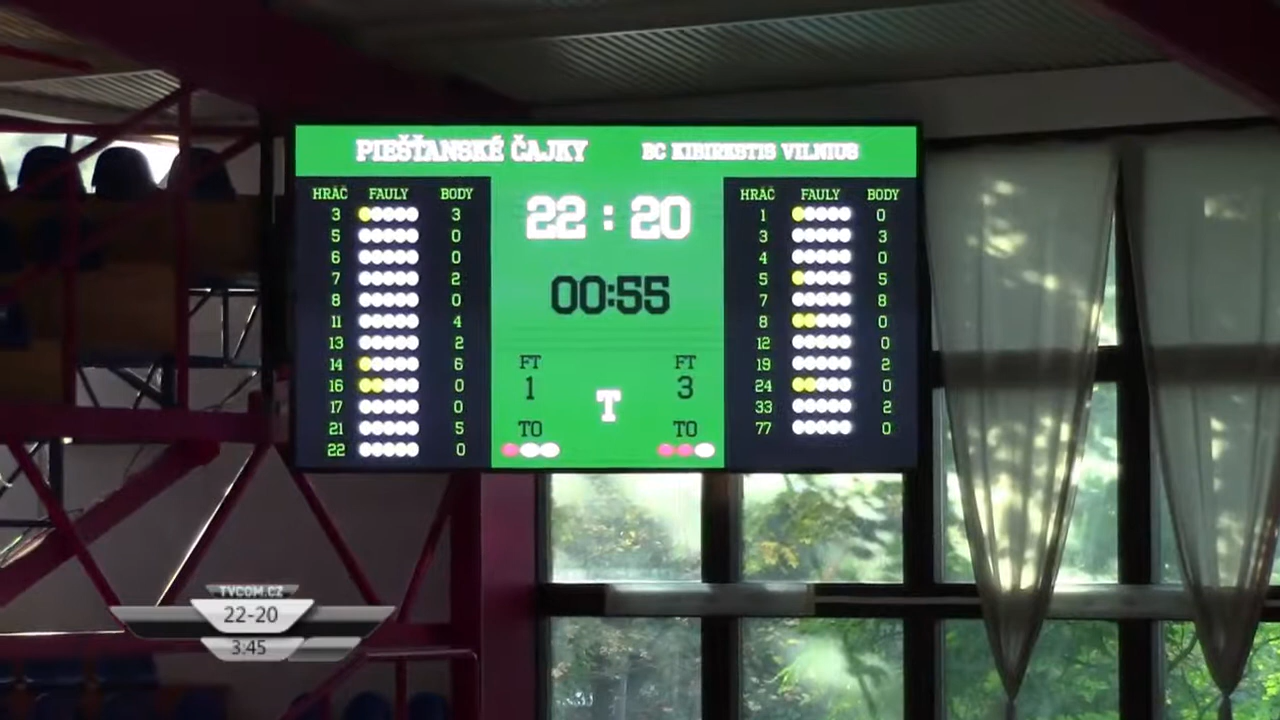 PIEŠŤANSKÉ ČAJKY BC KIBIRKSTIS VILNIUS
HRÁČ FAULY BODY 22 : 20 HRÁČ FAULY BODY
3 3 1 0
5 0 3 3
6 0 4 0
7 2 00:55 5 5
8 0 7 8
11 4 8 0
13 2 12 0
14 6 FT FT 19 2
16 0 1 T 3 24 0
17 0 33 2
21 5 TO TO 77 0
22 0
TVCOM.CZ
22-20
3:45